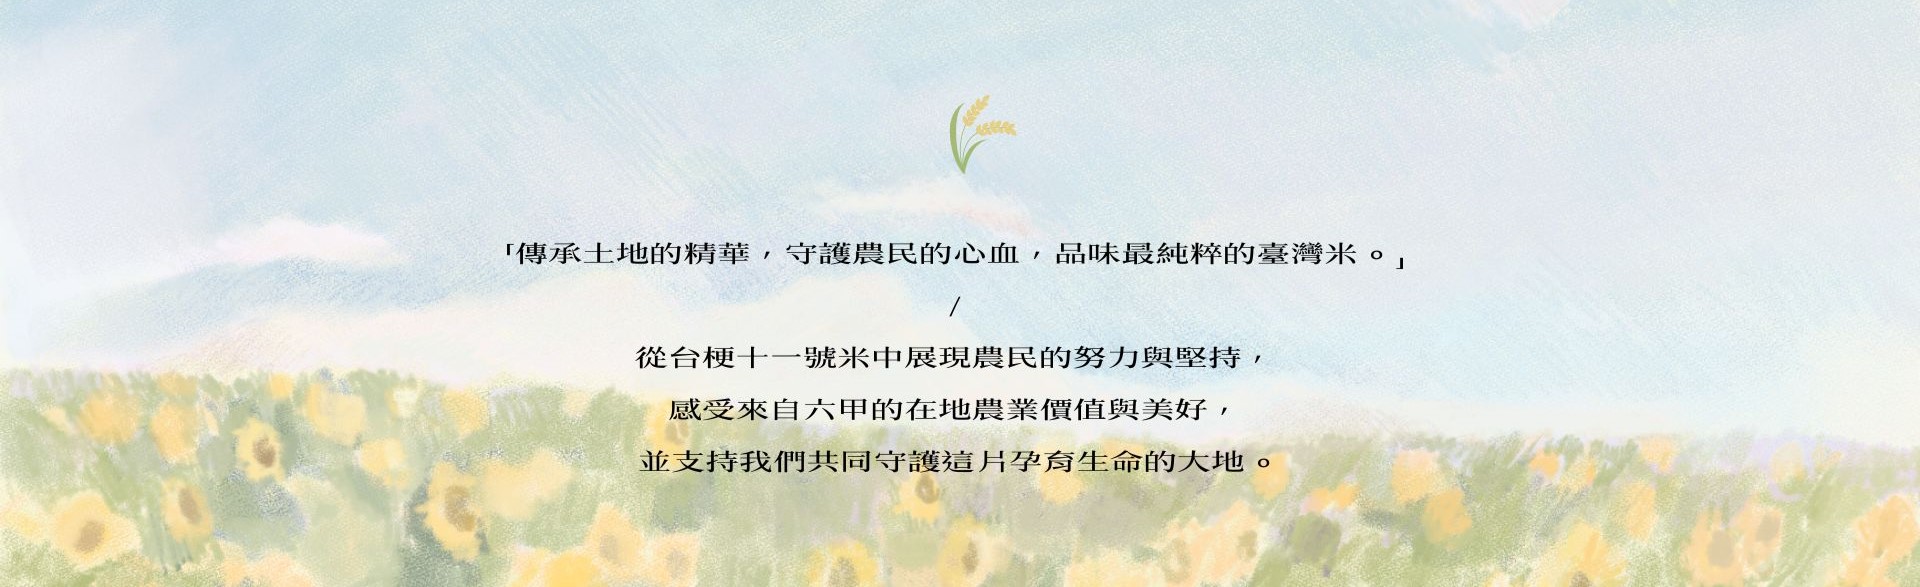 「傳承土地的精華，守護農民的心血，品味最純粹的臺灣米。」
/
從台梗十一號米中展現農民的努力與堅持，
感受來自六甲的在地農業價值與美好，
並支持我們共同守護這片孕育生命的大地。